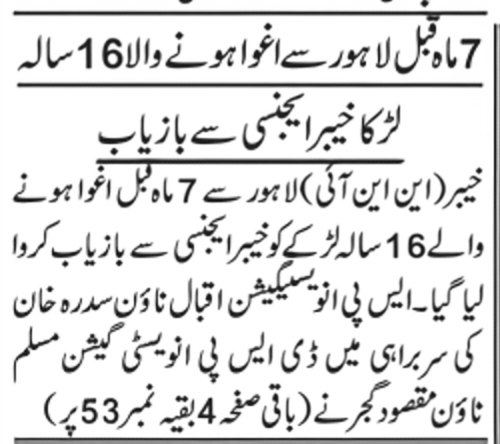 7 ماہ قبل لاہور سے اغوا ہونے والا 16 سالہ
لڑکا خیبر ایجنسی سے بازیاب
خیبر (این این آئی) لاہور سے 7 ماہ قبل اغوا ہونے
والے 16 سالہ لڑکے کو خیبر ایجنسی سے بازیاب کروا
لیا گیا۔ ایس پی انویسٹیگیشن اقبال ٹاؤن سدرہ خان
کی سربراہی میں ڈی ایس پی انویسٹی گیشن مسلم
ٹاؤن مقصود گجر نے (باقی صفحہ 4 بقیہ نمبر 53 پر)